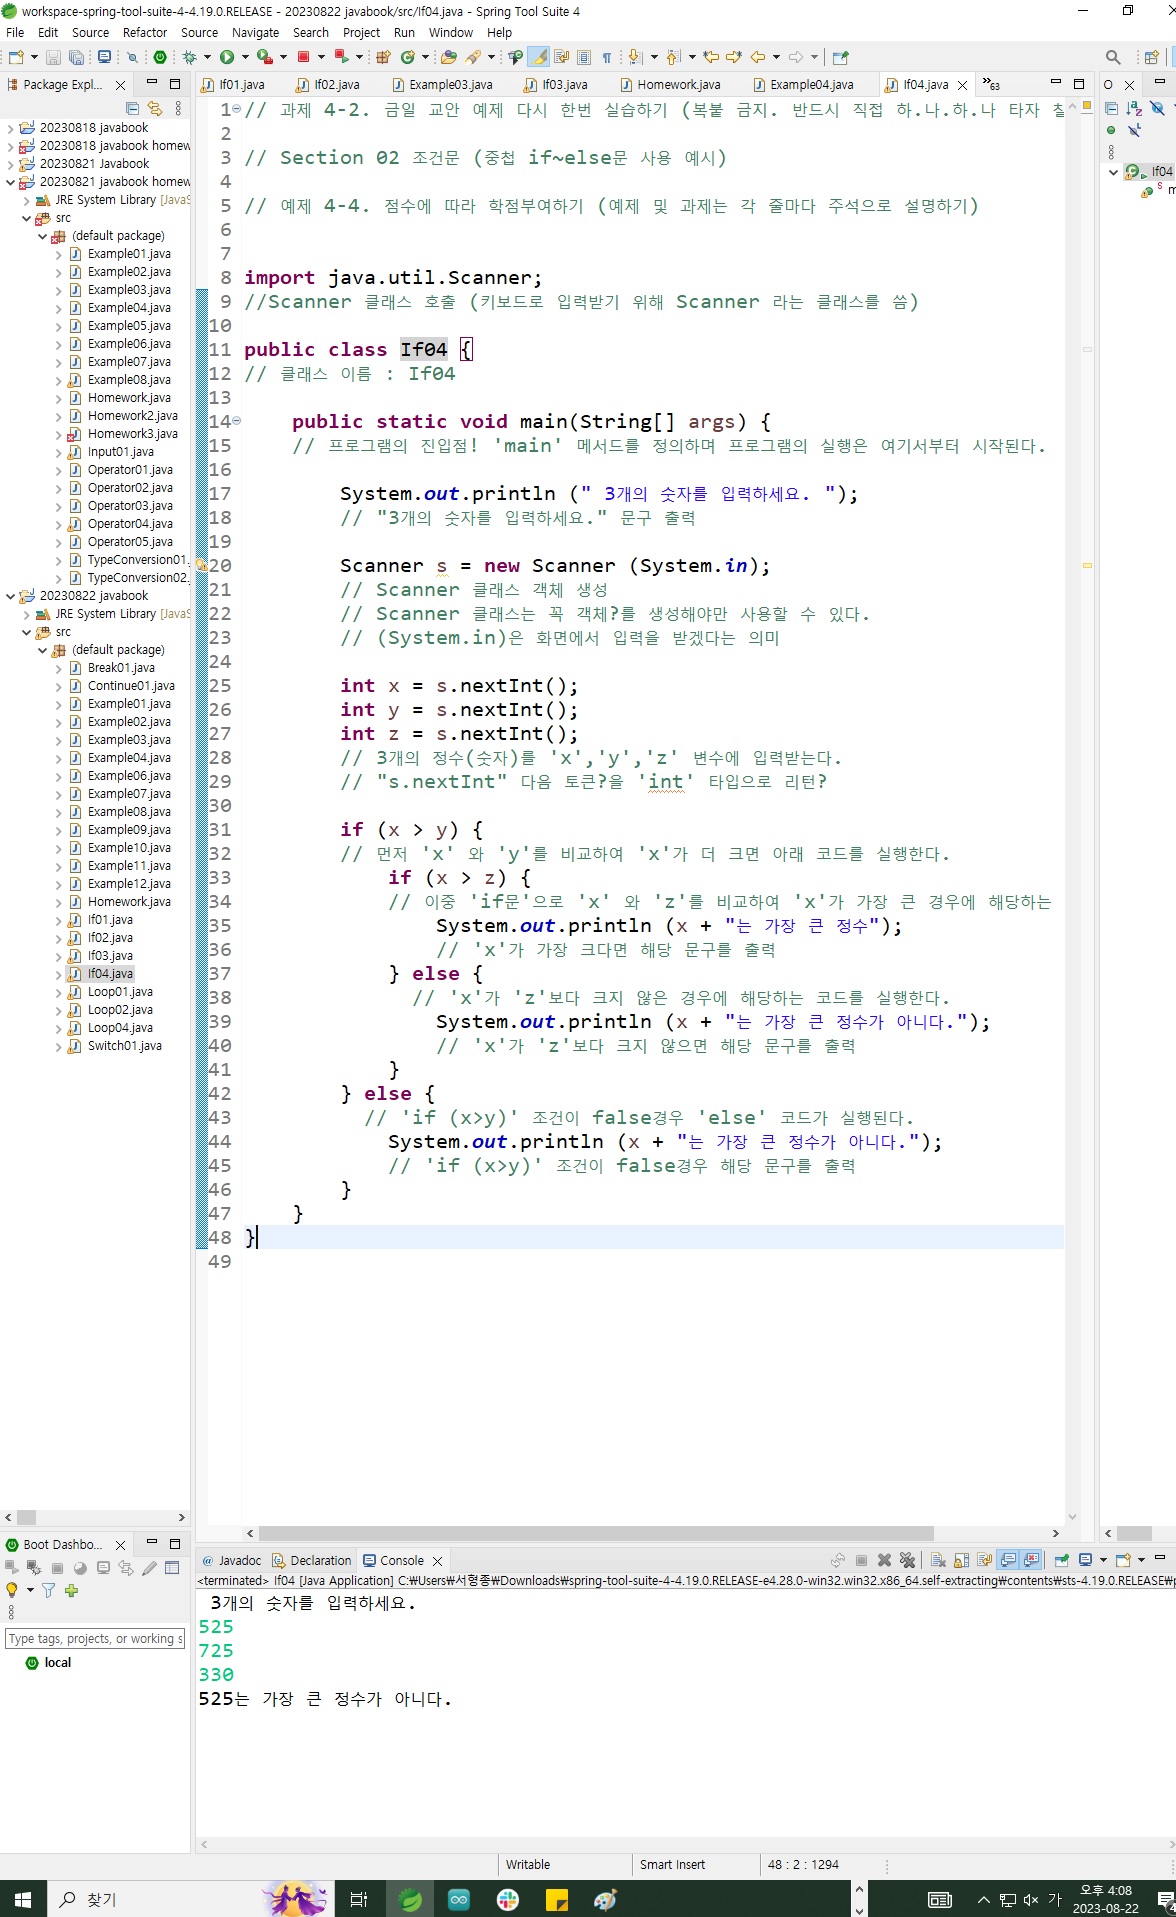 workspace-spring-tool-suite-4-4.19.0.RELEASE - 20230822 javabook/src/If04.java - Spring Tool Suite 4
File Edit Source Refactor Source Navigate Search Project Run Window Help
Package Expl...
If01.java If02.java Example03.java If03.java Homework.java Example04.java If04.java 63
20230818 javabook
20230818 javabook homew
20230821 Javabook
20230821 javabook homew
JRE System Library [JavaS
src
(default package)
Example01.java
Example02.java
Example03.java
Example04.java
Example05.java
Example06.java
Example07.java
Example08.java
Homework.java
Homework2.java
Homework3.java
Input01.java
Operator01.java
Operator02.java
Operator03.java
Operator04.java
Operator05.java
TypeConversion01.
TypeConversion02.
20230822 javabook
JRE System Library [JavaS
src
(default package)
Break01.java
Continue01.java
Example01.java
Example02.java
Example03.java
Example04.java
Example06.java
Example07.java
Example08.java
Example09.java
Example10.java
Example11.java
Example12.java
Homework.java
If01.java
If02.java
If03.java
If04.java
Loop01.java
Loop02.java
Loop04.java
Switch01.java
1 // 과제 4-2. 금일 교안 예제 다시 한번 실습하기 (복붙 금지. 반드시 직접 하.나.하.나 타자 칠
2
3 // Section 02 조건문 (중첩 if~else문 사용 예시)
4
5 // 예제 4-4. 점수에 따라 학점부여하기 (예제 및 과제는 각 줄마다 주석으로 설명하기)
6
7
8 import java.util.Scanner;
9 //Scanner 클래스 호출 (키보드로 입력받기 위해 Scanner 라는 클래스를 씀)
10
11 public class If04 {
12 // 클래스 이름 : If04
13
14 public static void main(String[] args) {
15 // 프로그램의 진입점! 'main' 메서드를 정의하며 프로그램의 실행은 여기서부터 시작된다.
16
17 System.out.println (" 3개의 숫자를 입력하세요. ");
18 // "3개의 숫자를 입력하세요." 문구 출력
19
20 Scanner s = new Scanner (System.in);
21 // Scanner 클래스 객체 생성
22 // Scanner 클래스는 꼭 객체?를 생성해야만 사용할 수 있다.
23 // (System.in)은 화면에서 입력을 받겠다는 의미
24
25 int x = s.nextInt();
26 int y = s.nextInt();
27 int z = s.nextInt();
28 // 3개의 정수(숫자)를 'x','y','z' 변수에 입력받는다.
29 // "s.nextInt" 다음 토큰?을 'int' 타입으로 리턴?
30
31 if (x > y) {
32 // 먼저 'x' 와 'y'를 비교하여 'x'가 더 크면 아래 코드를 실행한다.
33 if (x > z) {
34 // 이중 'if문'으로 'x' 와 'z'를 비교하여 'x'가 가장 큰 경우에 해당하는
35 System.out.println (x + "는 가장 큰 정수");
36 // 'x'가 가장 크다면 해당 문구를 출력
37 } else {
38 // 'x'가 'z'보다 크지 않은 경우에 해당하는 코드를 실행한다.
39 System.out.println (x + "는 가장 큰 정수가 아니다.");
40 // 'x'가 'z'보다 크지 않으면 해당 문구를 출력
41 }
42 } else {
43 // 'if (x>y)' 조건이 false경우 'else' 코드가 실행된다.
44 System.out.println (x + "는 가장 큰 정수가 아니다.");
45 // 'if (x>y)' 조건이 false경우 해당 문구를 출력
46 }
47 }
48 }
49
O
If04
Boot Dashbo...
Type tags, projects, or working s
local
@ Javadoc Declaration Console
<terminated> If04 [Java Application] C:₩Users₩서형종₩Downloads₩spring-tool-suite-4-4.19.0.RELEASE-e4.28.0-win32.win32.x86_64.self-extracting₩contents₩sts-4.19.0.RELEASE₩p
3개의 숫자를 입력하세요.
525
725
330
525는 가장 큰 정수가 아니다.
Writable Smart Insert 48 : 2 : 1294
찾기
가
오후 4:08
2023-08-22